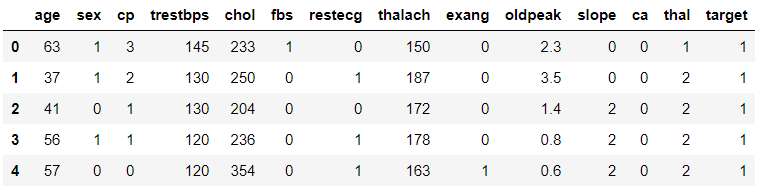 age sex cp trestbps chol fbs restecg thalach exang oldpeak slope ca thal target
0 63 1 3 145 233 1 0 150 0 2.3 0 0 1 1
1 37 1 2 130 250 0 1 187 0 3.5 0 0 2 1
2 41 0 1 130 204 0 0 172 0 1.4 2 0 2 1
3 56 1 1 120 236 0 1 178 0 0.8 2 0 2 1
4 57 0 0 120 354 0 1 163 1 0.6 2 0 2 1